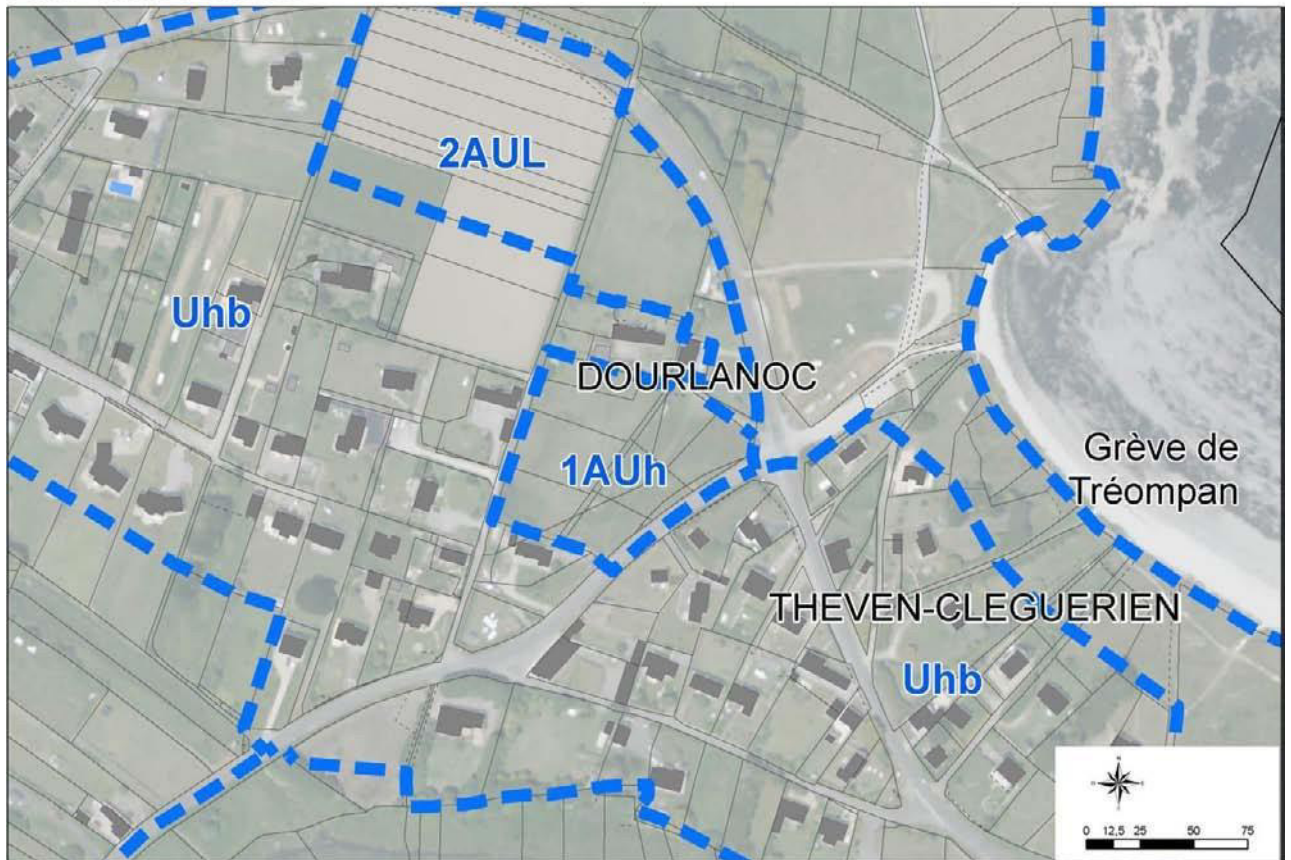 2AUL
Uhb
DOURLANOC
1AUh
Grève de
Tréompan
THEVEN-CLEGUERIEN
Uhb
0 12,5 25 50 75